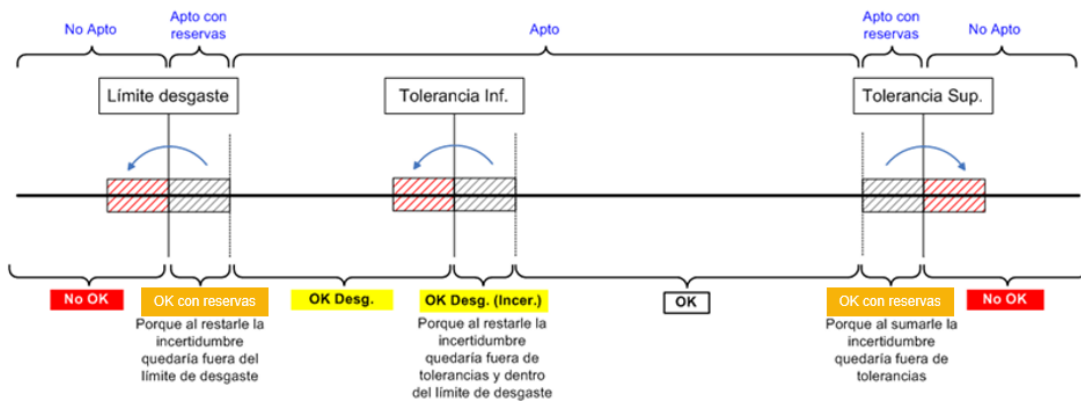 No Apto
Apto con
reservas
Apto
Apto con
reservas
No Apto
Límite desgaste
Tolerancia Inf.
Tolerancia Sup.
No OK
OK con reservas
OK Desg.
OK Desg. (Incer.)
OK
OK con reservas
No OK
Porque al restarle la
incertidumbre
quedaría fuera del
límite de desgaste
Porque al restarle la
incertidumbre
quedaría fuera de
tolerancias y dentro
del límite de desgaste
Porque al sumarle la
incertidumbre
quedaría fuera de
tolerancias